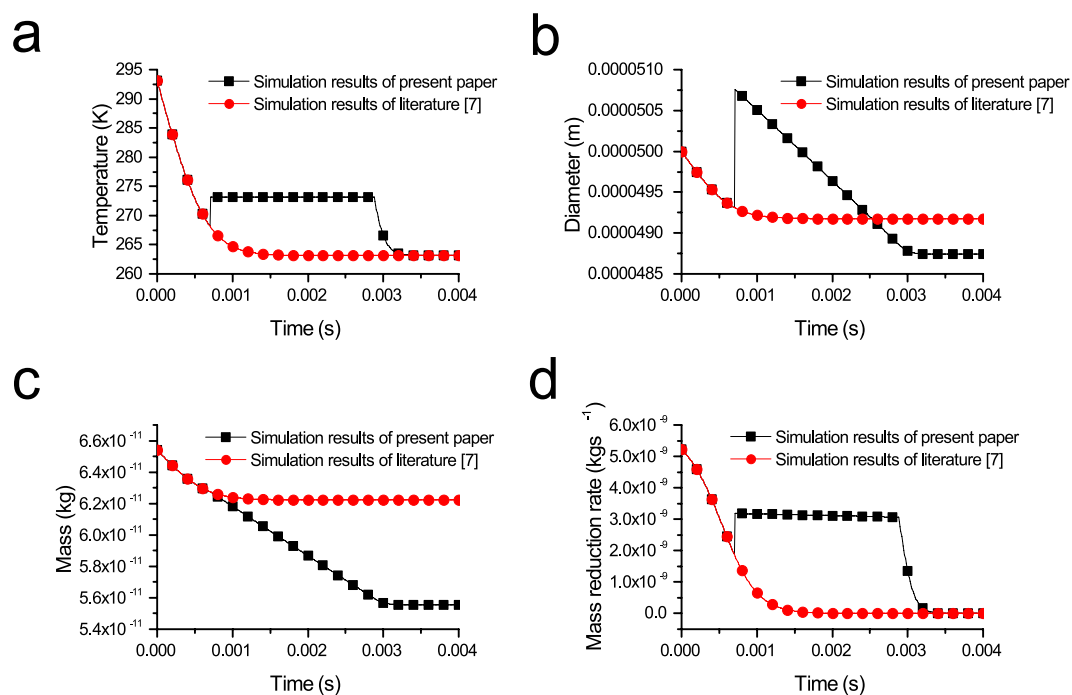 a
295
290
285
280
275
270
265
260
Temperature (K)
Simulation results of present paper
Simulation results of literature [7]
0.000 0.001 0.002 0.003 0.004
Time (s)
b
0.0000510
0.0000505
0.0000500
0.0000495
0.0000490
0.0000485
Diameter (m)
Simulation results of present paper
Simulation results of literature [7]
0.000 0.001 0.002 0.003 0.004
Time (s)
c
6.6x10⁻¹¹
6.4x10⁻¹¹
6.2x10⁻¹¹
6.0x10⁻¹¹
5.8x10⁻¹¹
5.6x10⁻¹¹
5.4x10⁻¹¹
Mass (kg)
Simulation results of present paper
Simulation results of literature [7]
0.000 0.001 0.002 0.003 0.004
Time (s)
d
6.0x10⁻⁹
5.0x10⁻⁹
4.0x10⁻⁹
3.0x10⁻⁹
2.0x10⁻⁹
1.0x10⁻⁹
0.0
Mass reduction rate (kgs⁻¹)
Simulation results of present paper
Simulation results of literature [7]
0.000 0.001 0.002 0.003 0.004
Time (s)